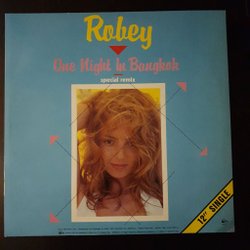 Robey
One Night In Bangkok
special remix
12" SINGLE